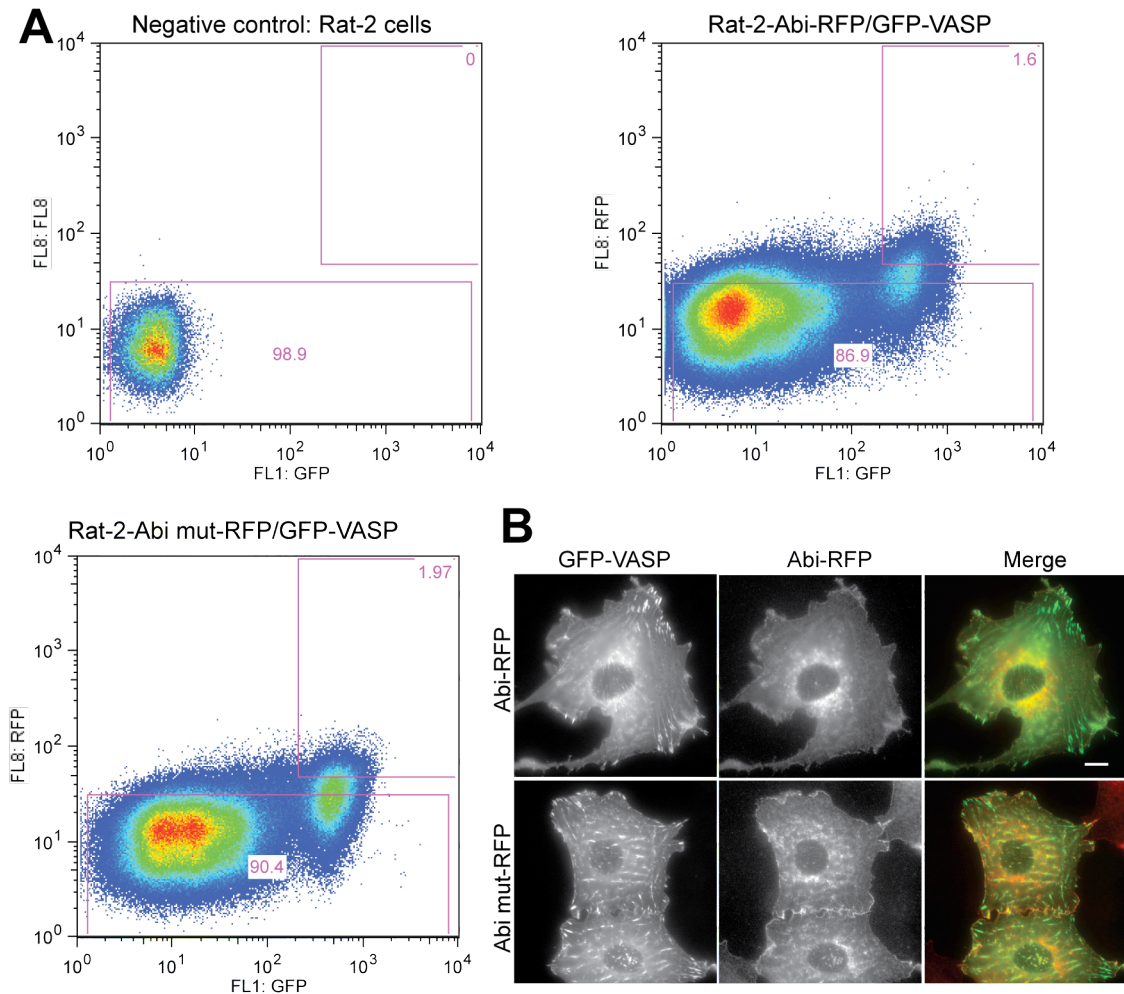 A
Negative control: Rat-2 cells
10^4
10^3
10^2
10^1
10^0
FL8: FL8
0
98.9
10^0 10^1 10^2 10^3 10^4
FL1: GFP
Rat-2-Abi-RFP/GFP-VASP
10^4
10^3
10^2
10^1
10^0
FL8: RFP
1.6
86.9
10^0 10^1 10^2 10^3 10^4
FL1: GFP
Rat-2-Abi mut-RFP/GFP-VASP
10^4
10^3
10^2
10^1
10^0
FL8: RFP
1.97
90.4
10^0 10^1 10^2 10^3 10^4
FL1: GFP
B
GFP-VASP Abi-RFP Merge
Abi-RFP
Abi mut-RFP